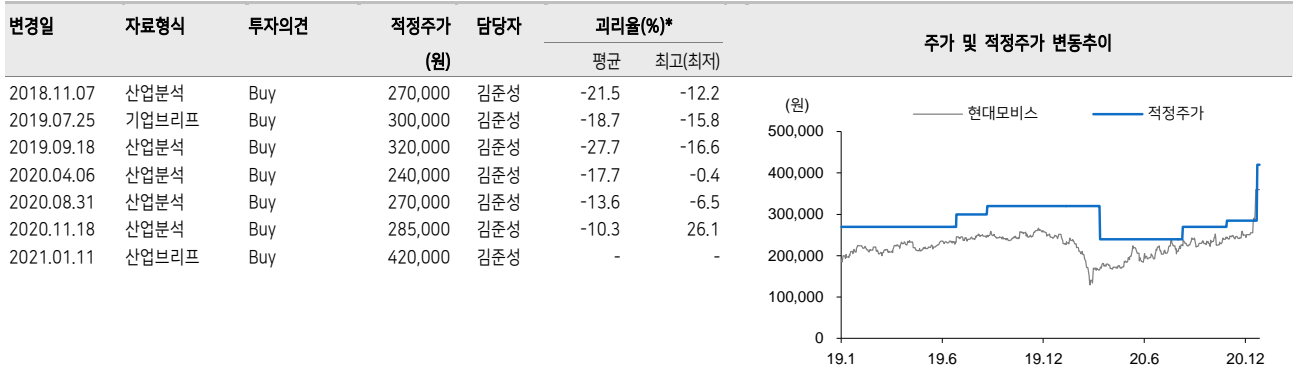 변경일 자료형식 투자의견 적정주가 담당자 괴리율(%)* 주가 및 적정주가 변동추이
(원) 평균 최고(최저)
2018.11.07 산업분석 Buy 270,000 김준성 -21.5 -12.2
2019.07.25 기업브리프 Buy 300,000 김준성 -18.7 -15.8
2019.09.18 산업분석 Buy 320,000 김준성 -27.7 -16.6
2020.04.06 산업분석 Buy 240,000 김준성 -17.7 -0.4
2020.08.31 산업분석 Buy 270,000 김준성 -13.6 -6.5
2020.11.18 산업분석 Buy 285,000 김준성 -10.3 26.1
2021.01.11 산업브리프 Buy 420,000 김준성 - -
(원) 현대모비스 적정주가
500,000
400,000
300,000
200,000
100,000
0
19.1 19.6 19.12 20.6 20.12